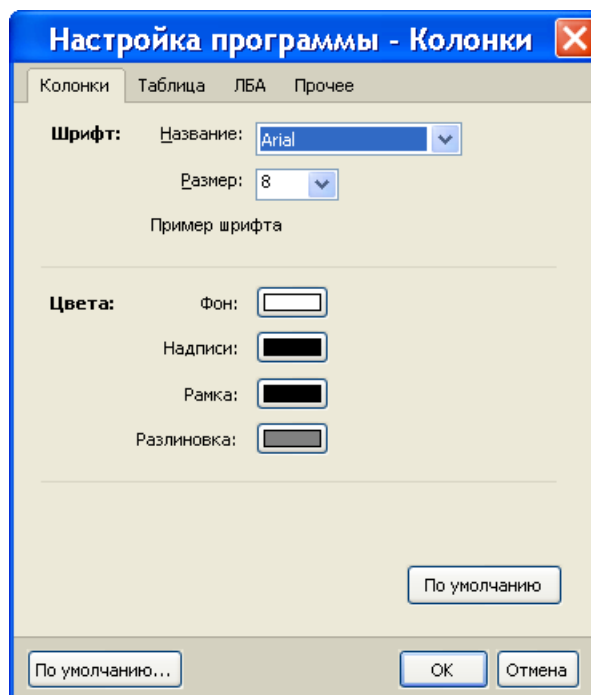 Настройка программы - Колонки
Колонки Таблица ЛБА Прочее
Шрифт: Название: Arial
Размер: 8
Пример шрифта
Цвета: Фон:
Надписи:
Рамка:
Разлиновка:
По умолчанию
По умолчанию... OK Отмена